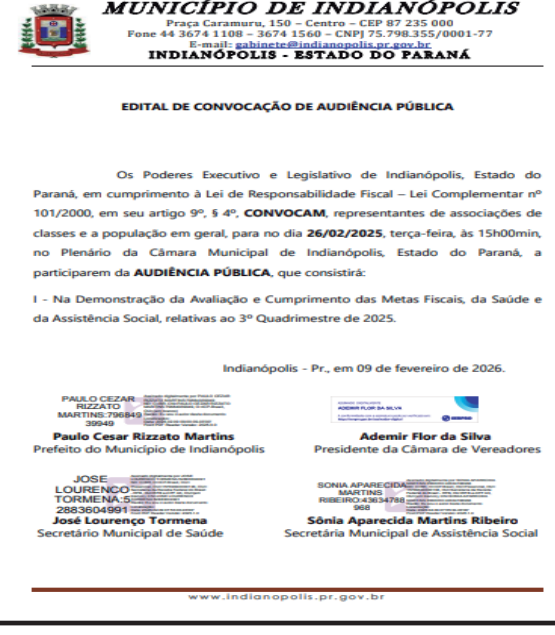 MUNICÍPIO DE INDIANÓPOLIS
Praça Caramuru, 150 – Centro – CEP 87 235 000
Fone 44 3674 1108 – 3674 1560 – CNPJ 75.798.355/0001-77
E-mail: gabinete@indianopolis.pr.gov.br
INDIANÓPOLIS - ESTADO DO PARANÁ
EDITAL DE CONVOCAÇÃO DE AUDIÊNCIA PÚBLICA
Os Poderes Executivo e Legislativo de Indianópolis, Estado do
Paraná, em cumprimento à Lei de Responsabilidade Fiscal – Lei Complementar nº
101/2000, em seu artigo 9º, § 4º, CONVOCAM, representantes de associações de
classes e a população em geral, para no dia 26/02/2025, terça-feira, às 15h00min,
no Plenário da Câmara Municipal de Indianópolis, Estado do Paraná, a
participarem da AUDIÊNCIA PÚBLICA, que consistirá:
I - Na Demonstração da Avaliação e Cumprimento das Metas Fiscais, da Saúde e
da Assistência Social, relativas ao 3º Quadrimestre de 2025.
Indianópolis - Pr., em 09 de fevereiro de 2026.
PAULO CEZAR
RIZZATO
MARTINS:796849
39949
ADEMIR FLOR DA SILVA
Paulo Cesar Rizzato Martins
Prefeito do Município de Indianópolis
Ademir Flor da Silva
Presidente da Câmara de Vereadores
JOSE
LOURENCO
TORMENA:5
2883604991
SONIA APARECIDA
MARTINS
RIBEIRO:43634788
968
José Lourenço Tormena
Secretário Municipal de Saúde
Sônia Aparecida Martins Ribeiro
Secretária Municipal de Assistência Social
www.indianopolis.pr.gov.br